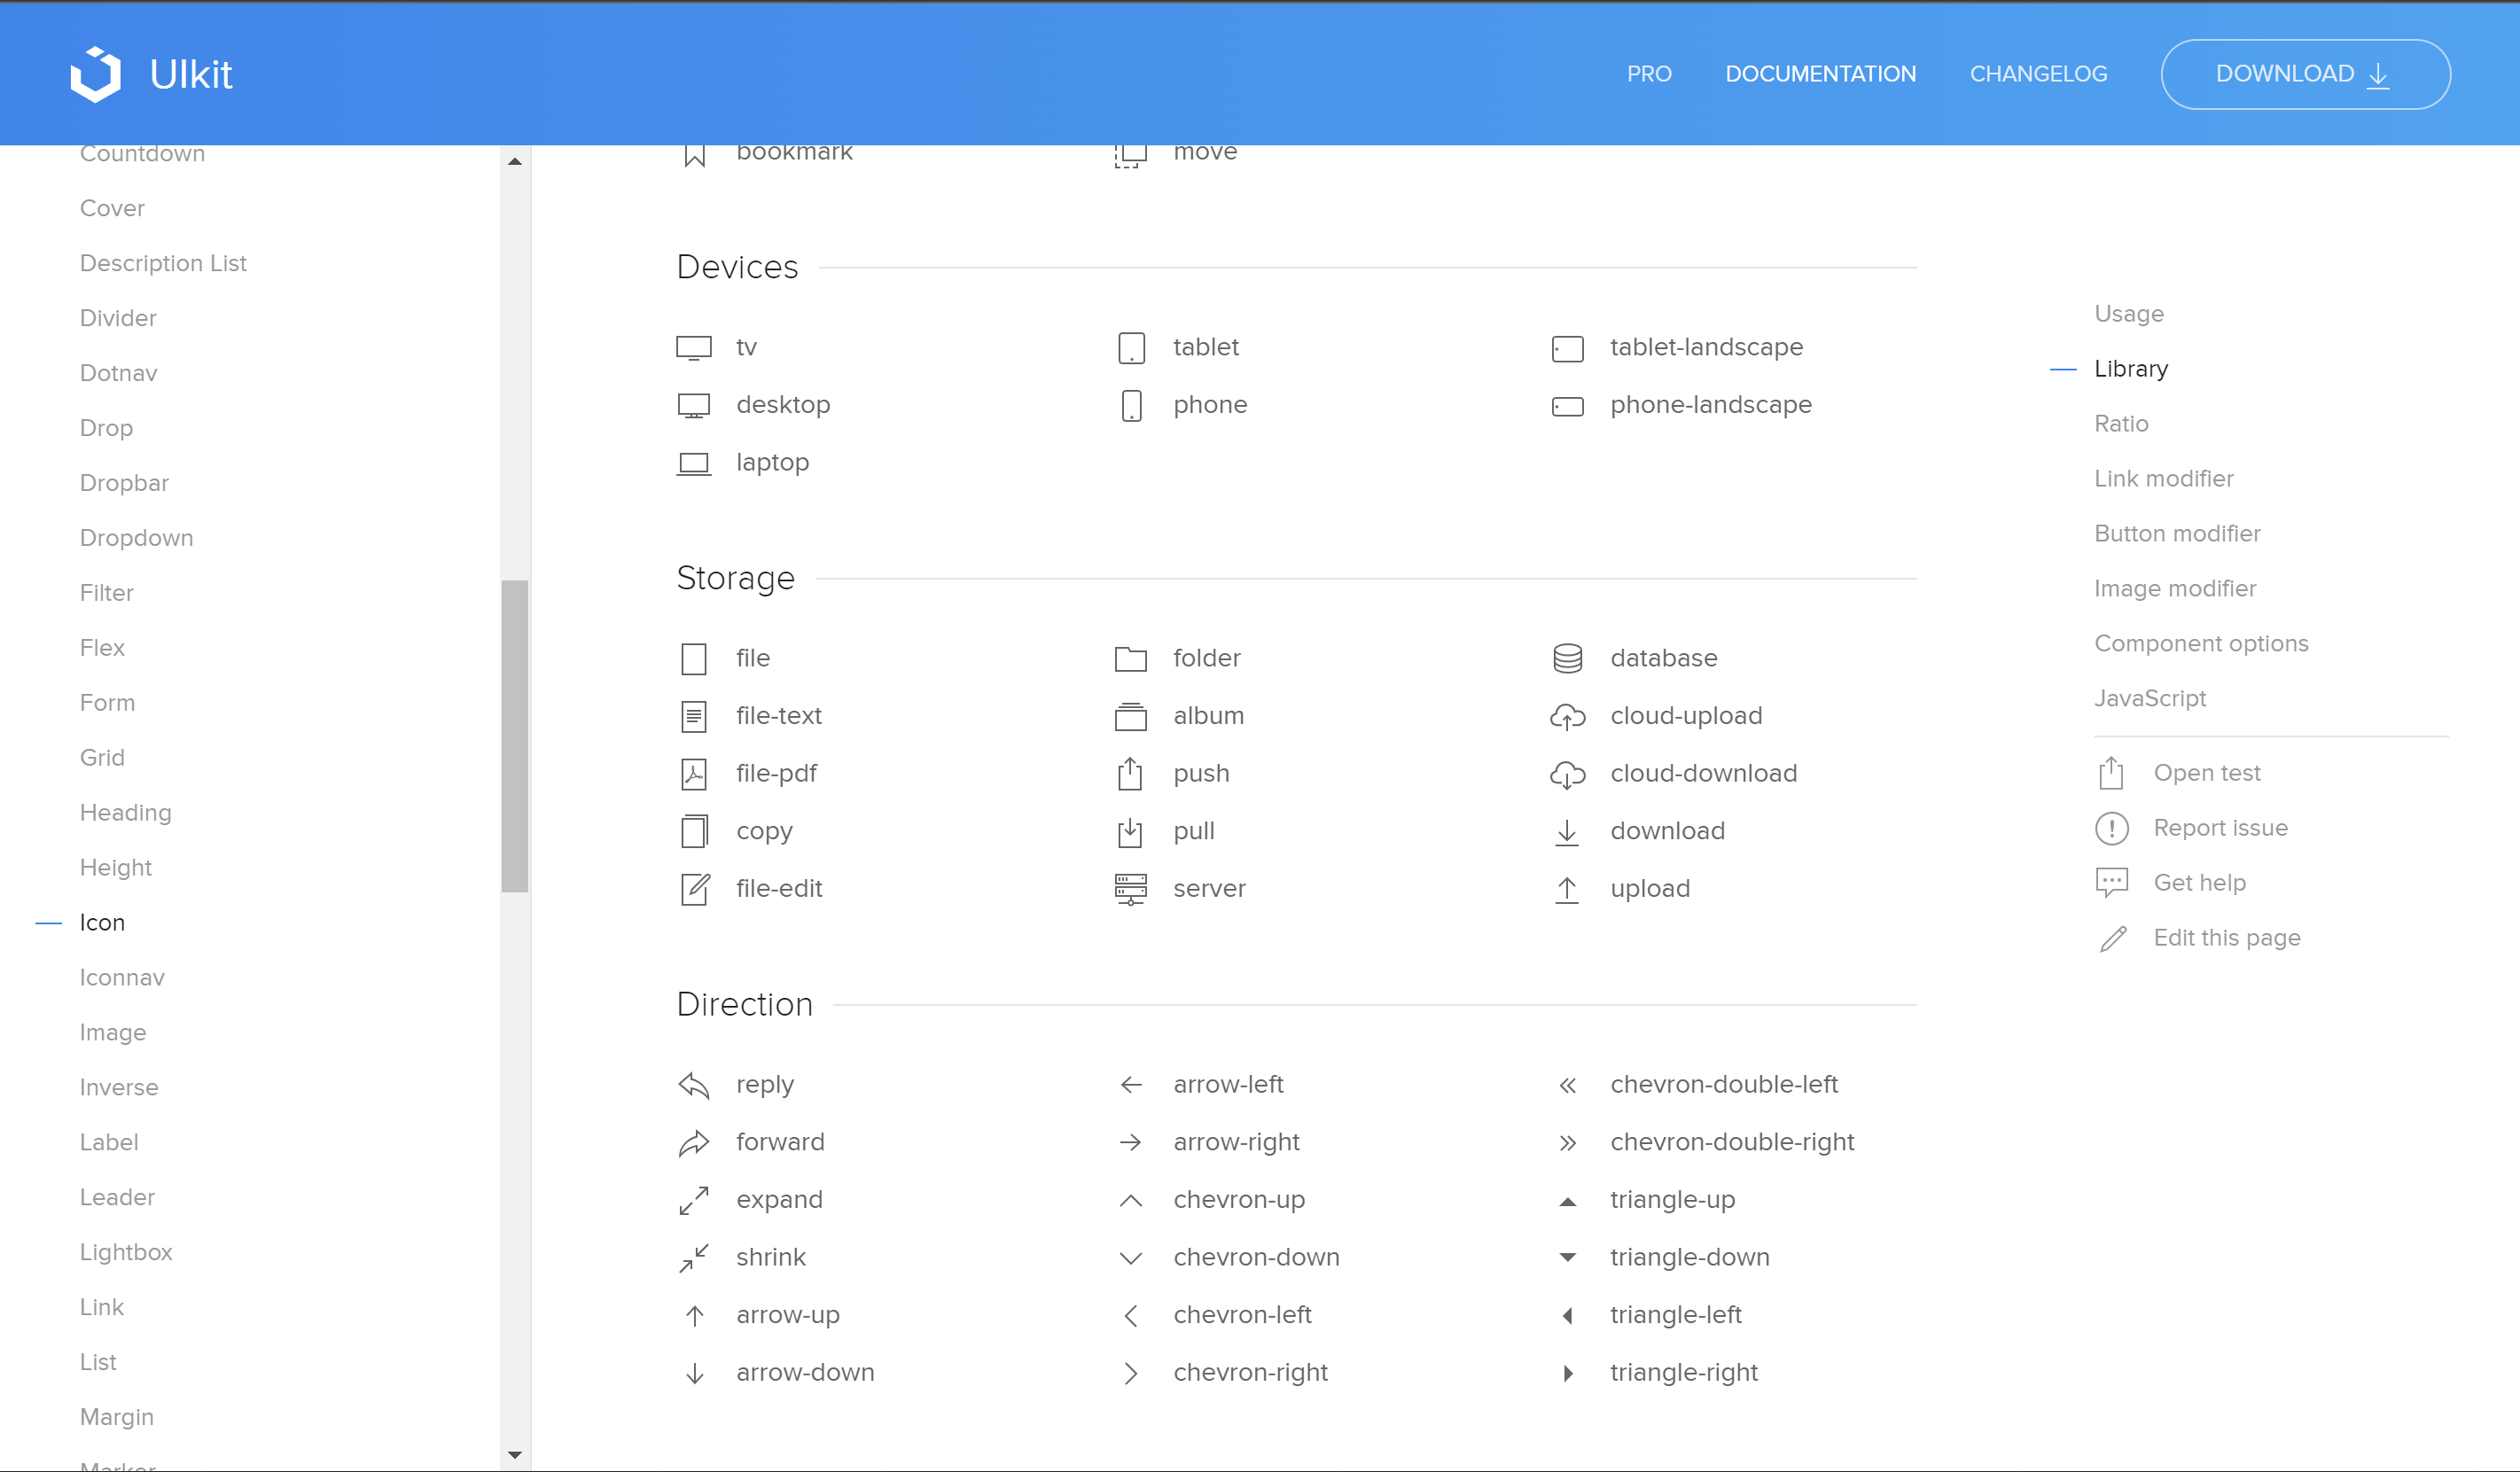 UIkit
PRO
DOCUMENTATION
CHANGELOG
DOWNLOAD
Countdown
Cover
Description List
Divider
Dotnav
Drop
Dropbar
Dropdown
Filter
Flex
Form
Grid
Heading
Height
Icon
Iconnav
Image
Inverse
Label
Leader
Lightbox
Link
List
Margin
Marker
bookmark
move
Devices
tv
tablet
tablet-landscape
desktop
phone
phone-landscape
laptop
Storage
file
folder
database
file-text
album
cloud-upload
file-pdf
push
cloud-download
copy
pull
download
file-edit
server
upload
Direction
reply
arrow-left
chevron-double-left
forward
arrow-right
chevron-double-right
expand
chevron-up
triangle-up
shrink
chevron-down
triangle-down
arrow-up
chevron-left
triangle-left
arrow-down
chevron-right
triangle-right
Usage
Library
Ratio
Link modifier
Button modifier
Image modifier
Component options
JavaScript
Open test
Report issue
Get help
Edit this page